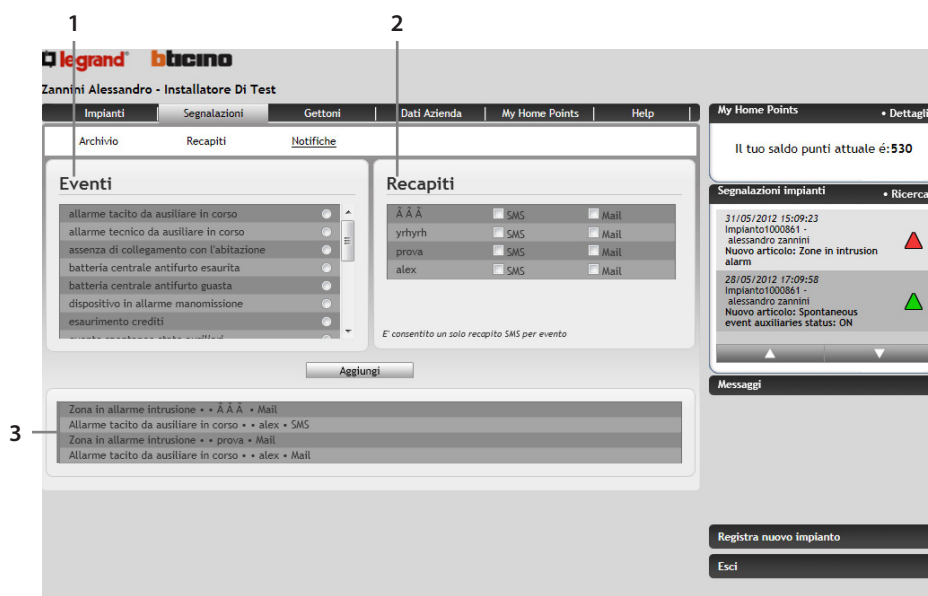 1 2
legrand bticino
Zannini Alessandro - Installatore Di Test
Impianti Segnalazioni Gettoni Dati Azienda My Home Points Help
Archivio Recapiti Notifiche
Eventi
allarme tacito da ausiliare in corso
allarme tecnico da ausiliare in corso
assenza di collegamento con l'abitazione
batteria centrale antifurto esaurita
batteria centrale antifurto guasta
dispositivo in allarme manomissione
esaurimento crediti
Recapiti
Ã Ã Ã SMS Mail
yrhyrh SMS Mail
prova SMS Mail
alex SMS Mail
E' consentito un solo recapito SMS per evento
Aggiungi
3
Zona in allarme intrusione • • Ã Ã Ã • Mail
Allarme tacito da ausiliare in corso • • alex • SMS
Zona in allarme intrusione • • prova • Mail
Allarme tacito da ausiliare in corso • • alex • Mail
My Home Points • Dettagli
Il tuo saldo punti attuale é:530
Segnalazioni impianti • Ricerca
31/05/2012 15:09:23
Impianto1000861 -
alessandro zannini
Nuovo articolo: Zone in intrusion
alarm
28/05/2012 17:09:58
Impianto1000861 -
alessandro zannini
Nuovo articolo: Spontaneous
event auxiliaries status: ON
Messaggi
Registra nuovo impianto
Esci